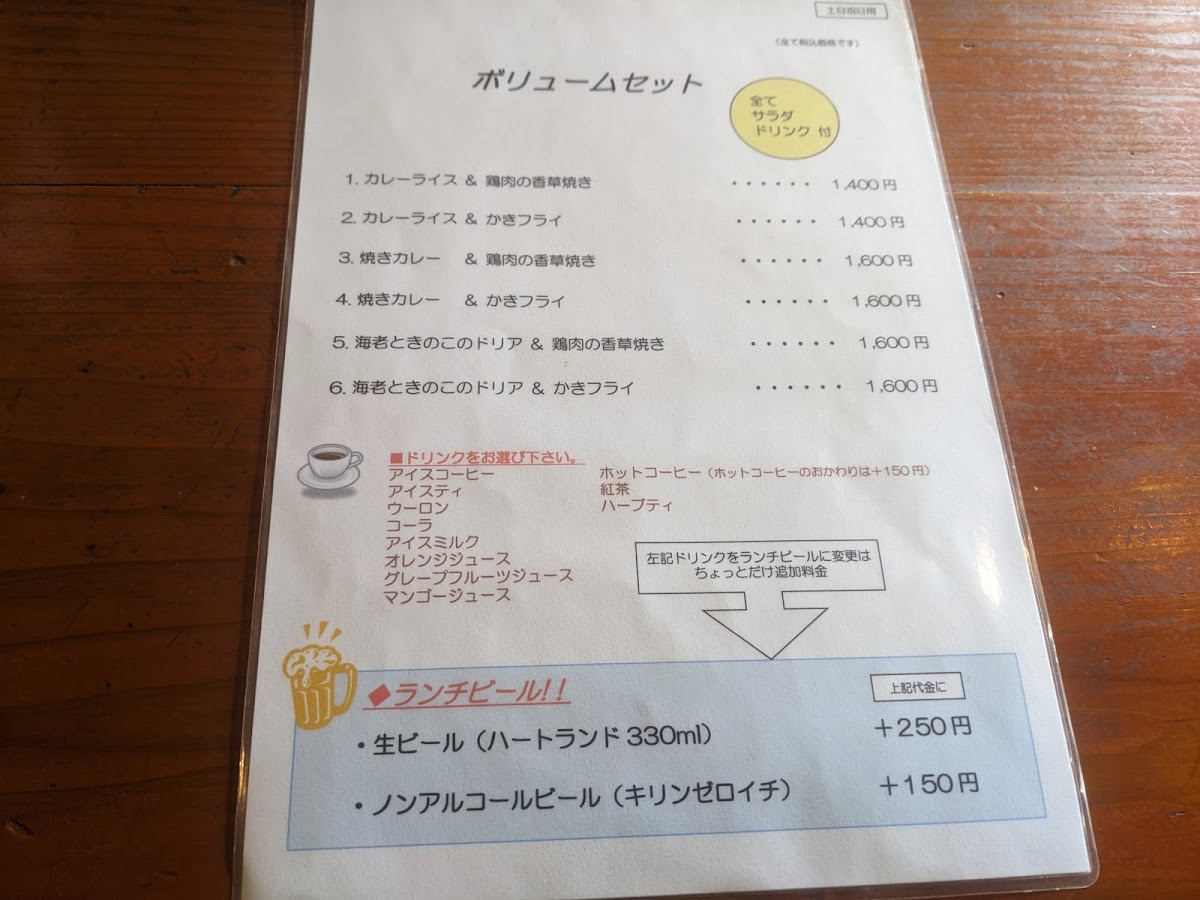 土日祝日用
（全て税込価格です）
ボリュームセット
全て
サラダ
ドリンク 付
1. カレーライス & 鶏肉の香草焼き ・・・・・・ 1,400円
2. カレーライス & かきフライ ・・・・・・ 1,400円
3. 焼きカレー & 鶏肉の香草焼き ・・・・・・ 1,600円
4. 焼きカレー & かきフライ ・・・・・・ 1,600円
5. 海老ときのこのドリア & 鶏肉の香草焼き ・・・・・・ 1,600円
6. 海老ときのこのドリア & かきフライ ・・・・・・ 1,600円
■ドリンクをお選び下さい。
アイスコーヒー
アイスティ
ウーロン
コーラ
アイスミルク
オレンジジュース
グレープフルーツジュース
マンゴージュース
ホットコーヒー（ホットコーヒーのおかわりは＋150円）
紅茶
ハーブティ
左記ドリンクをランチビールに変更は
ちょっとだけ追加料金
◆ランチビール!!
上記代金に
・生ビール（ハートランド 330ml） ＋250円
・ノンアルコールビール（キリンゼロイチ） ＋150円